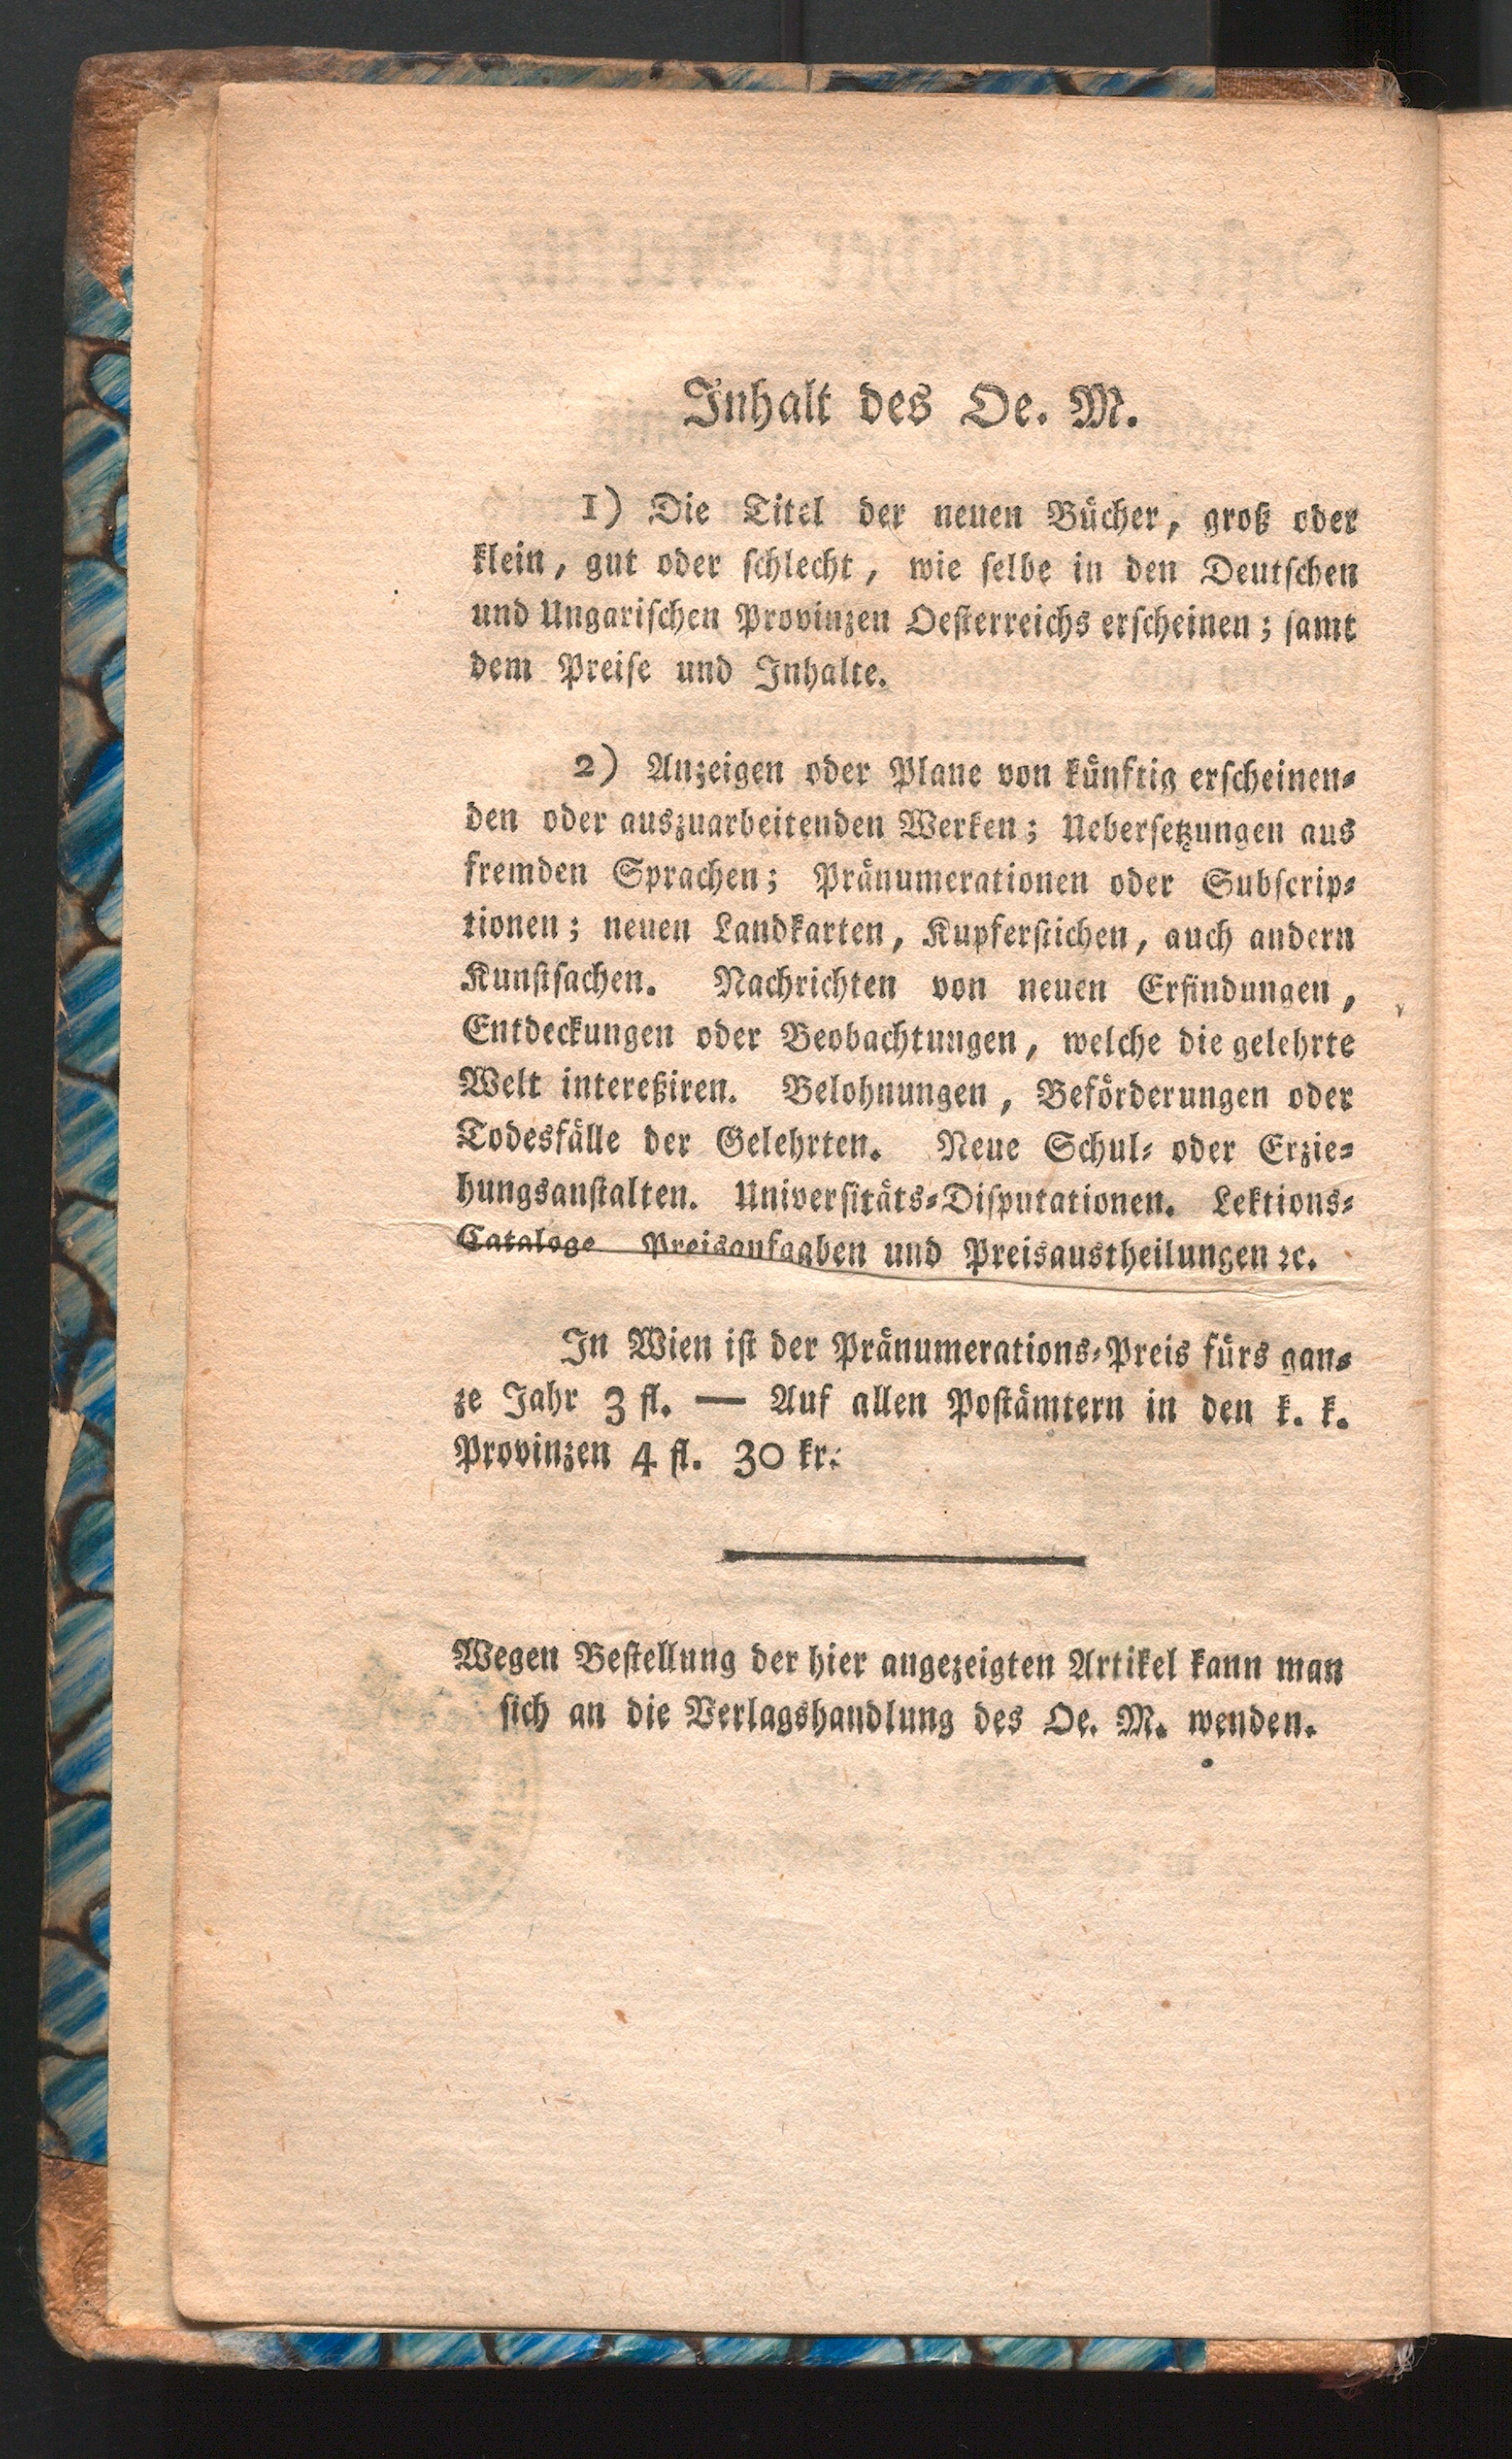 Inhalt des Oe. M.
1) Die Titel der neuen Bücher, groß oder
klein, gut oder schlecht, wie selbe in den Deutschen
und Ungarischen Provinzen Oesterreichs erscheinen; samt
dem Preise und Inhalte.
2) Anzeigen oder Plane von künftig erscheinen-
den oder auszuarbeitenden Werken; Uebersetzungen aus
fremden Sprachen; Pränumerationen oder Subscrip-
tionen; neuen Landkarten, Kupferstichen, auch andern
Kunstsachen. Nachrichten von neuen Erfindungen,
Entdeckungen oder Beobachtungen, welche die gelehrte
Welt intereßiren. Belohnungen, Beförderungen oder
Todesfälle der Gelehrten. Neue Schul- oder Erzie-
hungsanstalten. Universitäts-Disputationen. Lektions-
Cataloge Preisaufgaben und Preisaustheilungen ꝛc.
In Wien ist der Pränumerations-Preis fürs gan-
ze Jahr 3 fl. — Auf allen Postämtern in den k. k.
Provinzen 4 fl. 30 kr.
Wegen Bestellung der hier angezeigten Artikel kann man
sich an die Verlagshandlung des Oe. M. wenden.